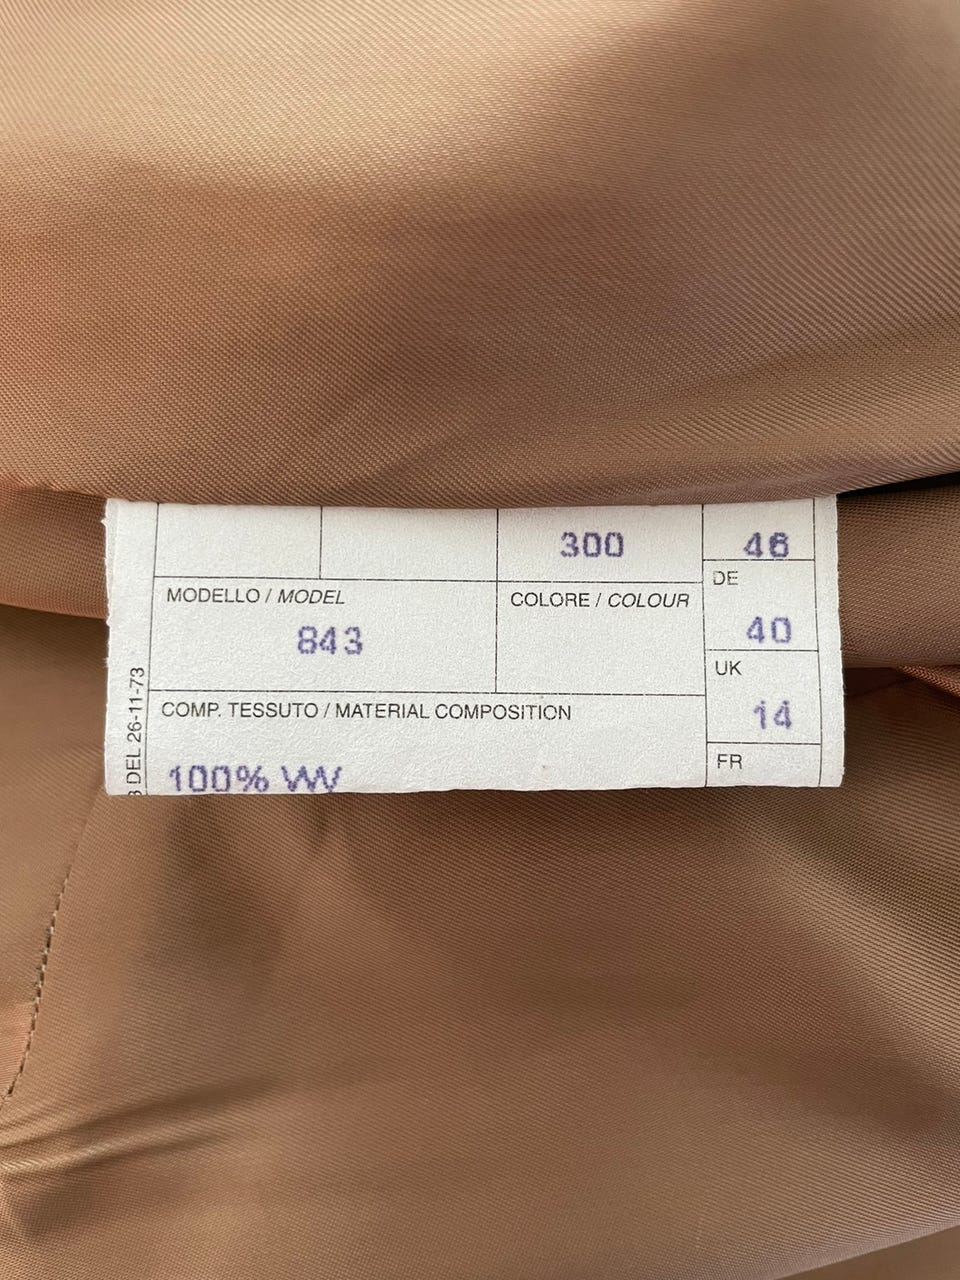 300
46
DE
MODELLO / MODEL
COLORE / COLOUR
843
40
UK
COMP. TESSUTO / MATERIAL COMPOSITION
14
FR
100% WV
DEL 26-11-73